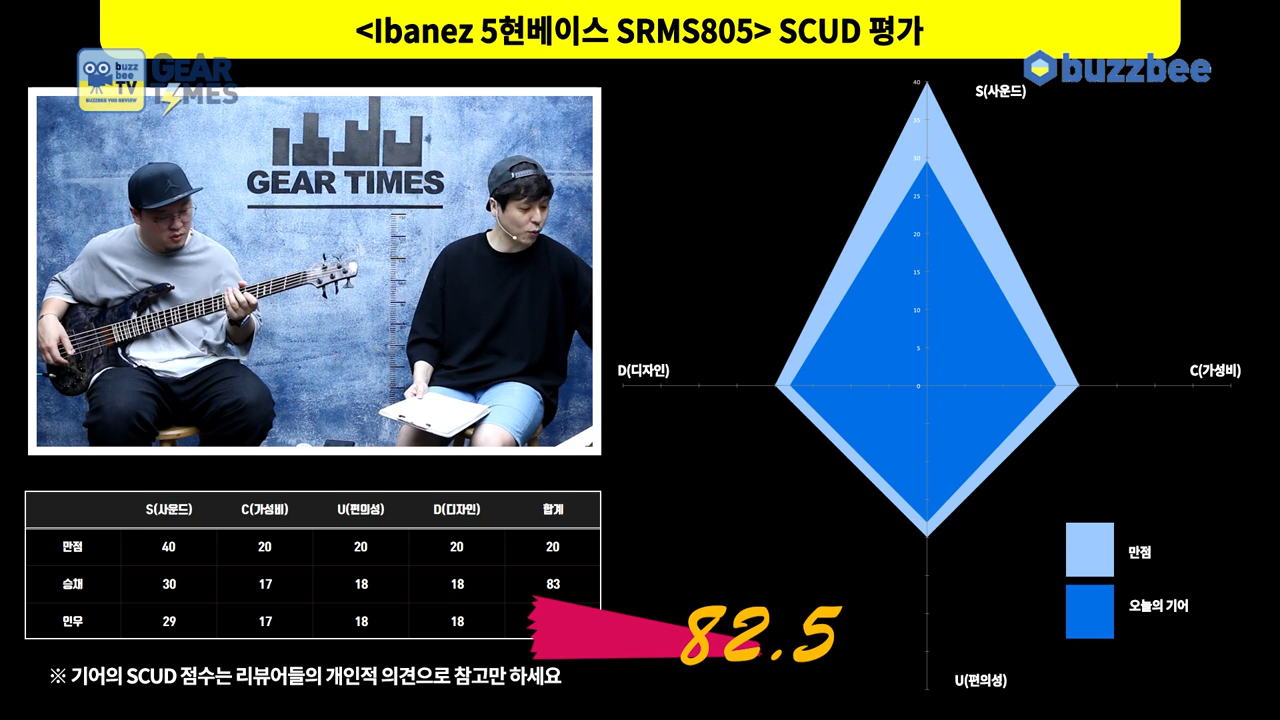 <Ibanez 5현베이스 SRMS805> SCUD 평가
buzz
bee
TV
BUZZBEE YOU REVIEW
GEAR
TIMES
buzzbee
GEAR TIMES
S(사운드)
40
35
30
25
20
15
10
5
0
D(디자인)
C(가성비)
U(편의성)
만점
오늘의 기어
S(사운드) C(가성비) U(편의성) D(디자인) 합계
만점 40 20 20 20 20
승채 30 17 18 18 83
민우 29 17 18 18
82.5
※ 기어의 SCUD 점수는 리뷰어들의 개인적 의견으로 참고만 하세요